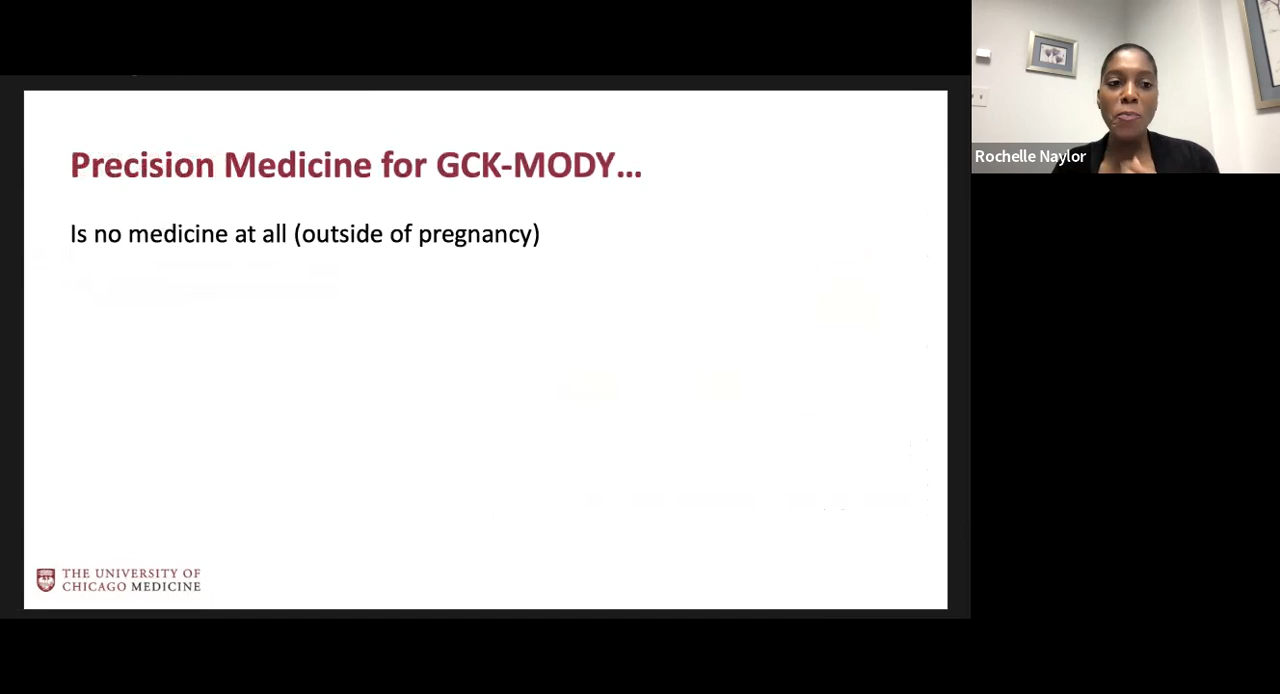 Precision Medicine for GCK-MODY...
Is no medicine at all (outside of pregnancy)
THE UNIVERSITY OF
CHICAGO MEDICINE
Rochelle Naylor